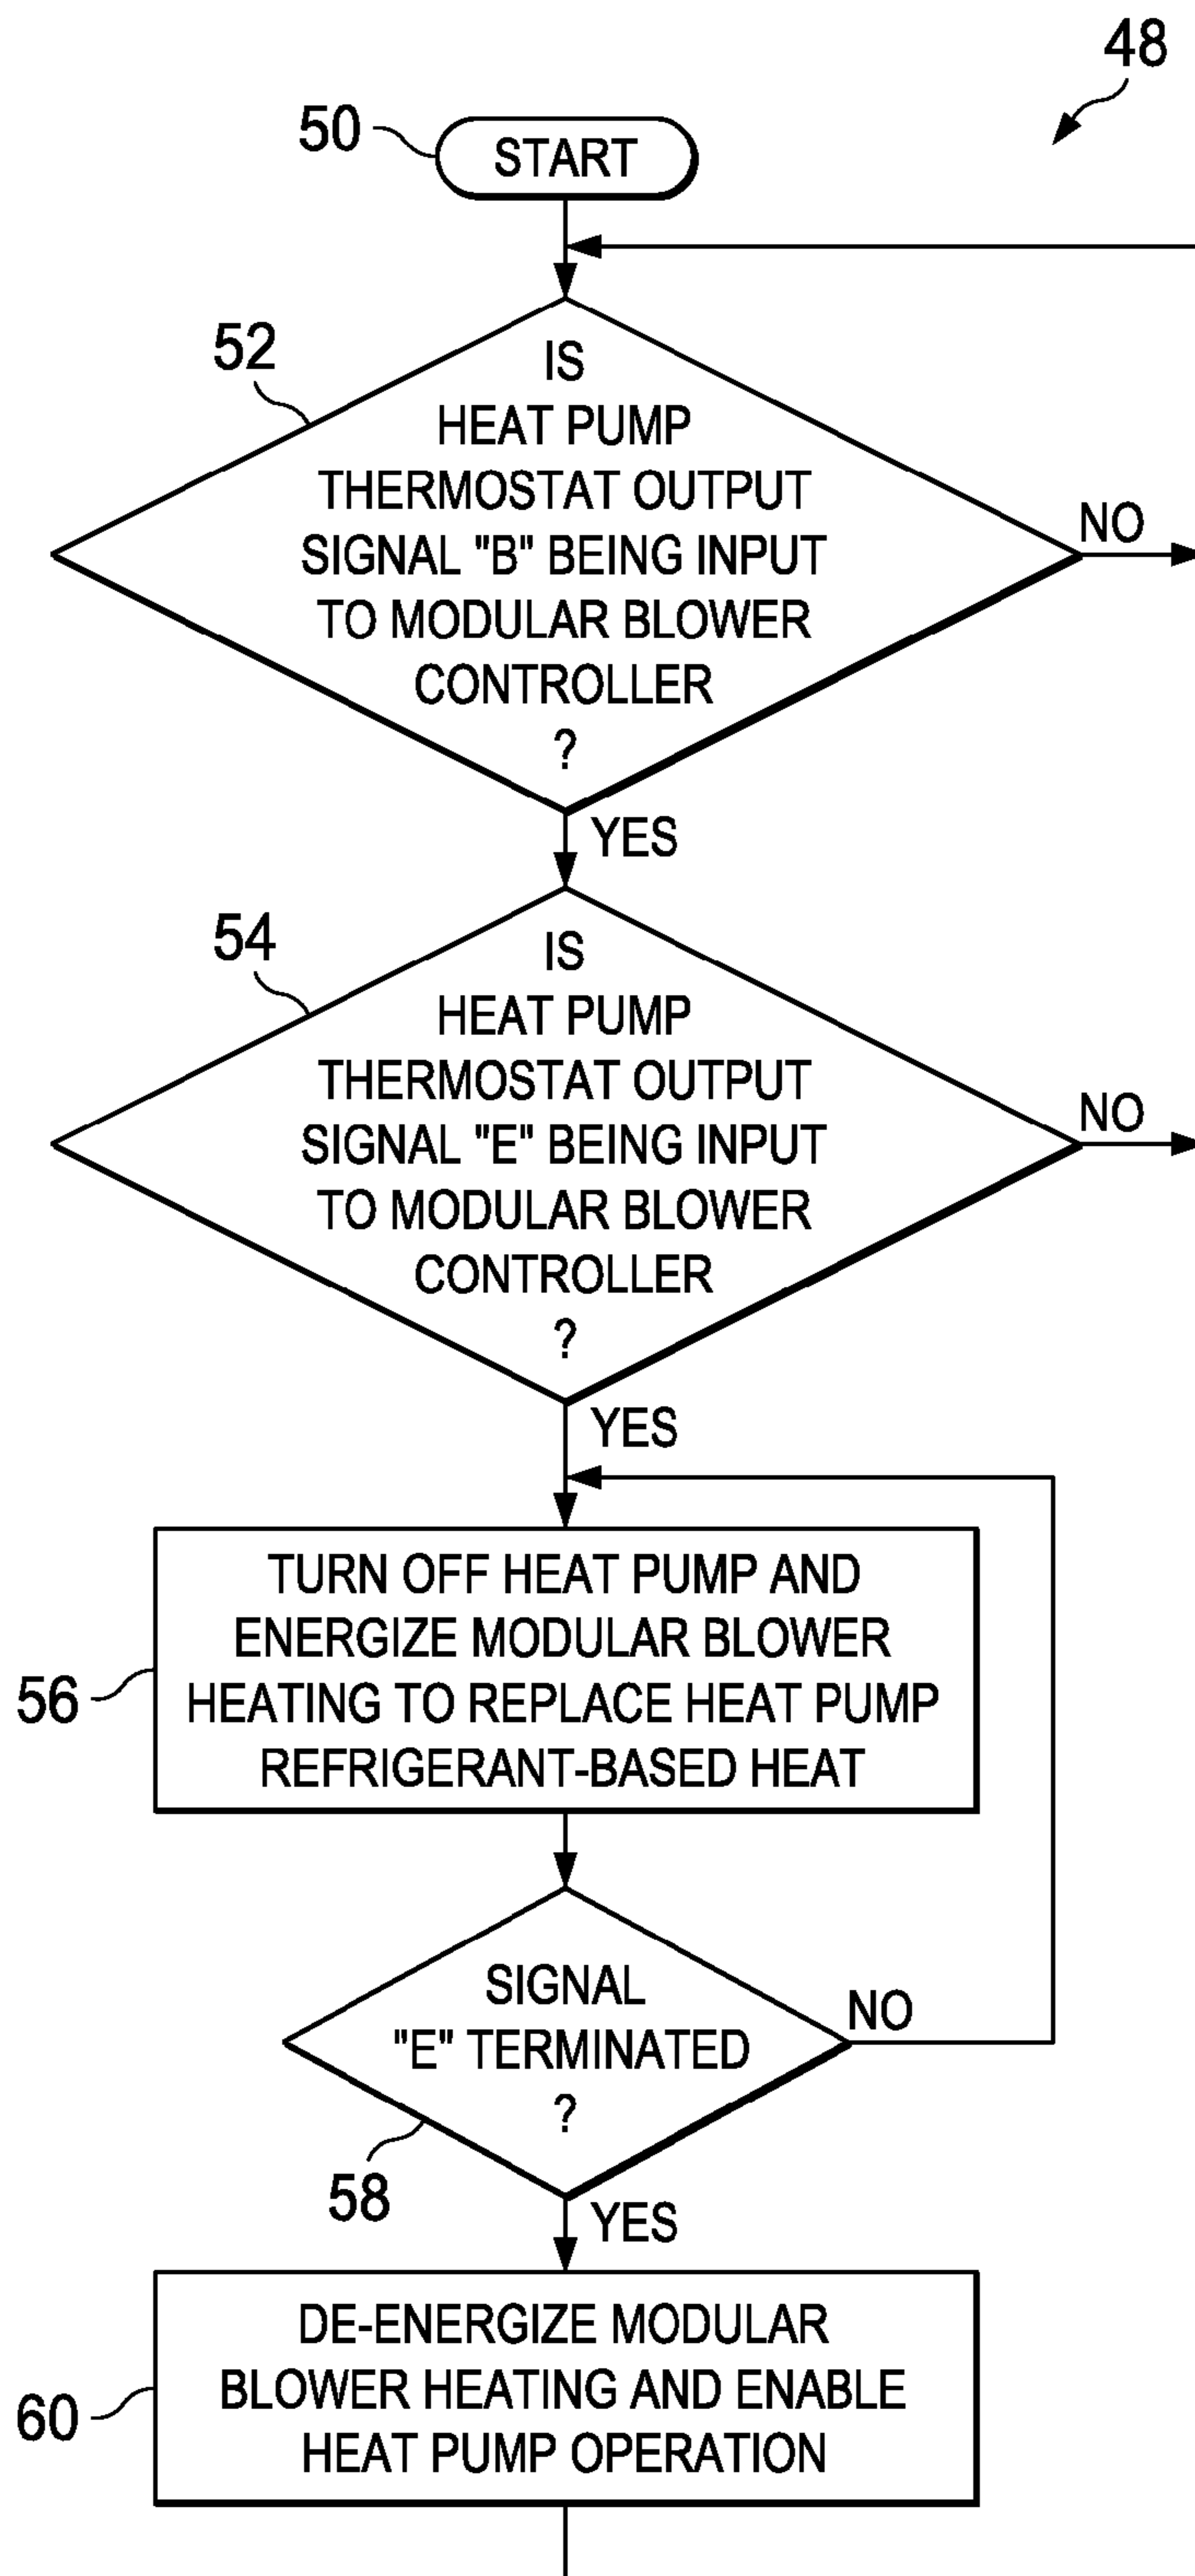 48
50
START
52
IS
HEAT PUMP
THERMOSTAT OUTPUT
SIGNAL "B" BEING INPUT
TO MODULAR BLOWER
CONTROLLER
?
NO
YES
54
IS
HEAT PUMP
THERMOSTAT OUTPUT
SIGNAL "E" BEING INPUT
TO MODULAR BLOWER
CONTROLLER
?
NO
YES
56
TURN OFF HEAT PUMP AND
ENERGIZE MODULAR BLOWER
HEATING TO REPLACE HEAT PUMP
REFRIGERANT-BASED HEAT
SIGNAL
"E" TERMINATED
?
NO
58
YES
60
DE-ENERGIZE MODULAR
BLOWER HEATING AND ENABLE
HEAT PUMP OPERATION